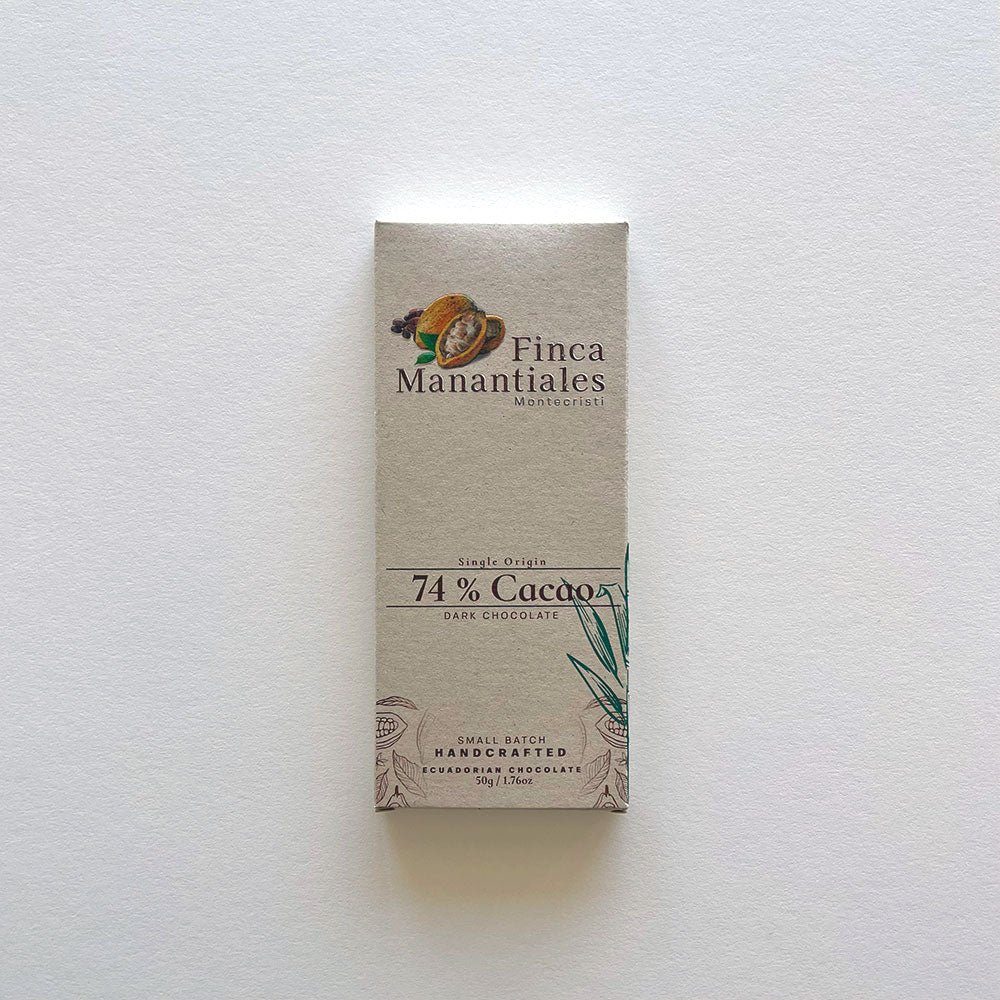 Finca
Manantiales
Montecristi
Single Origin
74 % Cacao
DARK CHOCOLATE
SMALL BATCH
HANDCRAFTED
ECUADORIAN CHOCOLATE
50g / 1.76oz